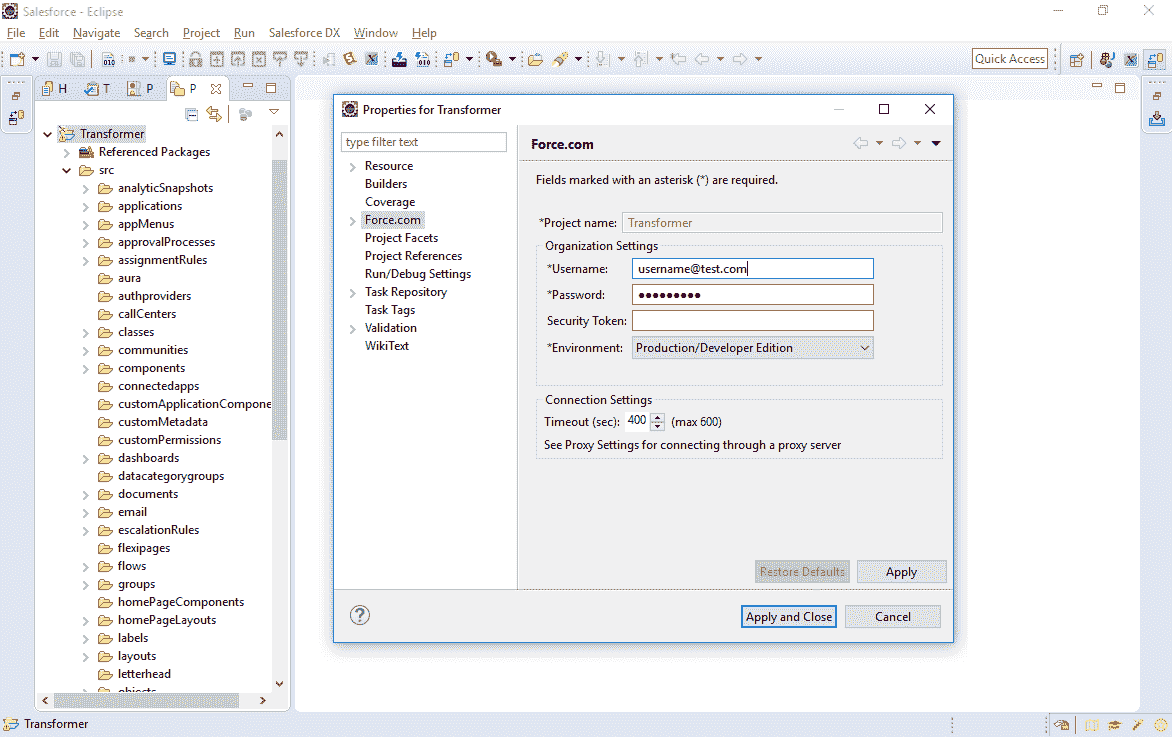 Salesforce - Eclipse
File Edit Navigate Search Project Run Salesforce DX Window Help
Quick Access
H T P P
Transformer
Referenced Packages
src
analyticSnapshots
applications
appMenus
approvalProcesses
assignmentRules
aura
authproviders
callCenters
classes
communities
components
connectedapps
customApplicationCompone
customMetadata
customPermissions
dashboards
datacategorygroups
documents
email
escalationRules
flexipages
flows
groups
homePageComponents
homePageLayouts
labels
layouts
letterhead
objects
Properties for Transformer
type filter text
Resource
Builders
Coverage
Force.com
Project Facets
Project References
Run/Debug Settings
Task Repository
Task Tags
Validation
WikiText
Force.com
Fields marked with an asterisk (*) are required.
*Project name: Transformer
Organization Settings
*Username: username@test.com
*Password: ●●●●●●●●●
Security Token:
*Environment: Production/Developer Edition
Connection Settings
Timeout (sec): 400 (max 600)
See Proxy Settings for connecting through a proxy server
Restore Defaults Apply
? Apply and Close Cancel
Transformer